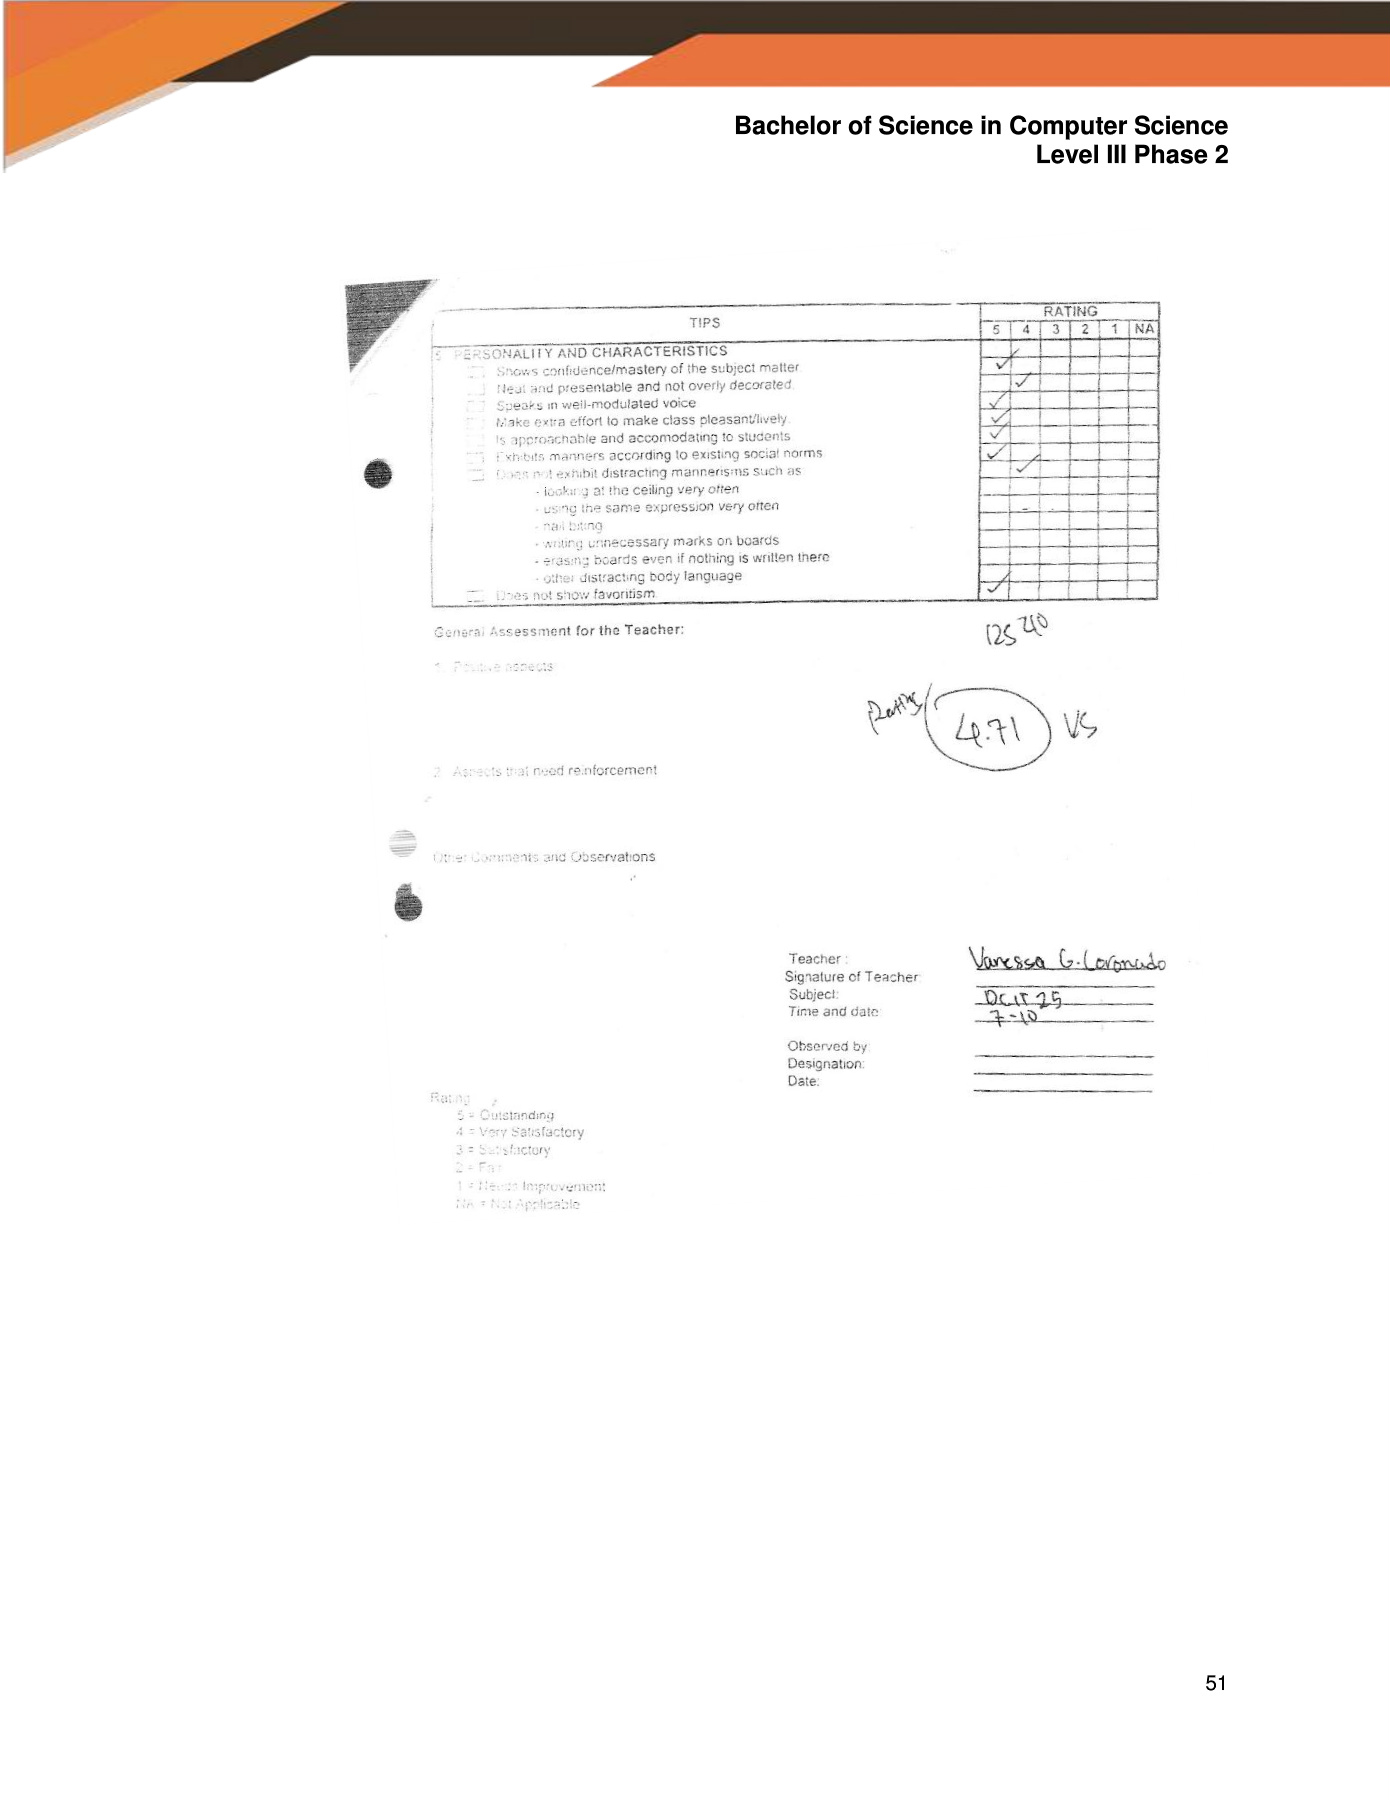 Bachelor of Science in Computer Science
Level III Phase 2
TIPS
RATING
5 4 3 2 1 NA
5 PERSONALITY AND CHARACTERISTICS
Shows confidence/mastery of the subject matter
Neat and presentable and not overly decorated
Speaks in well-modulated voice
Make extra effort to make class pleasant/lively
Is approachable and accomodating to students
Exhibits manners according to existing social norms
Does not exhibit distracting mannerisms such as
- looking at the ceiling very often
- using the same expression very often
- nail biting
- writing unnecessary marks on boards
- erasing boards even if nothing is written there
- other distracting body language
Does not show favoritism
General Assessment for the Teacher:
125 240
1. Positive aspects
Rating 4.71 VS
2. Aspects that need reinforcement
Other Comments and Observations
Teacher : Vanessa G. Coronado
Signature of Teacher
Subject: DCIT 25
Time and date 7-10
Observed by:
Designation:
Date:
Rating
5 = Outstanding
4 = Very Satisfactory
3 = Satisfactory
2 = Fair
1 = Needs Improvement
NA = Not Applicable
51